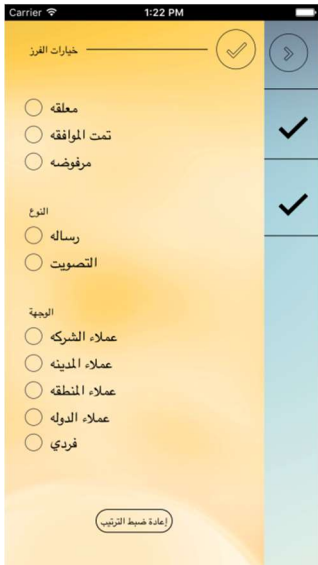 Carrier 1:22 PM
خيارات الفرز
معلقه
تمت الموافقه
مرفوضه
النوع
رساله
التصويت
الوجهة
عملاء الشركه
عملاء المدينه
عملاء المنطقه
عملاء الدوله
فردي
إعادة ضبط الترتيب